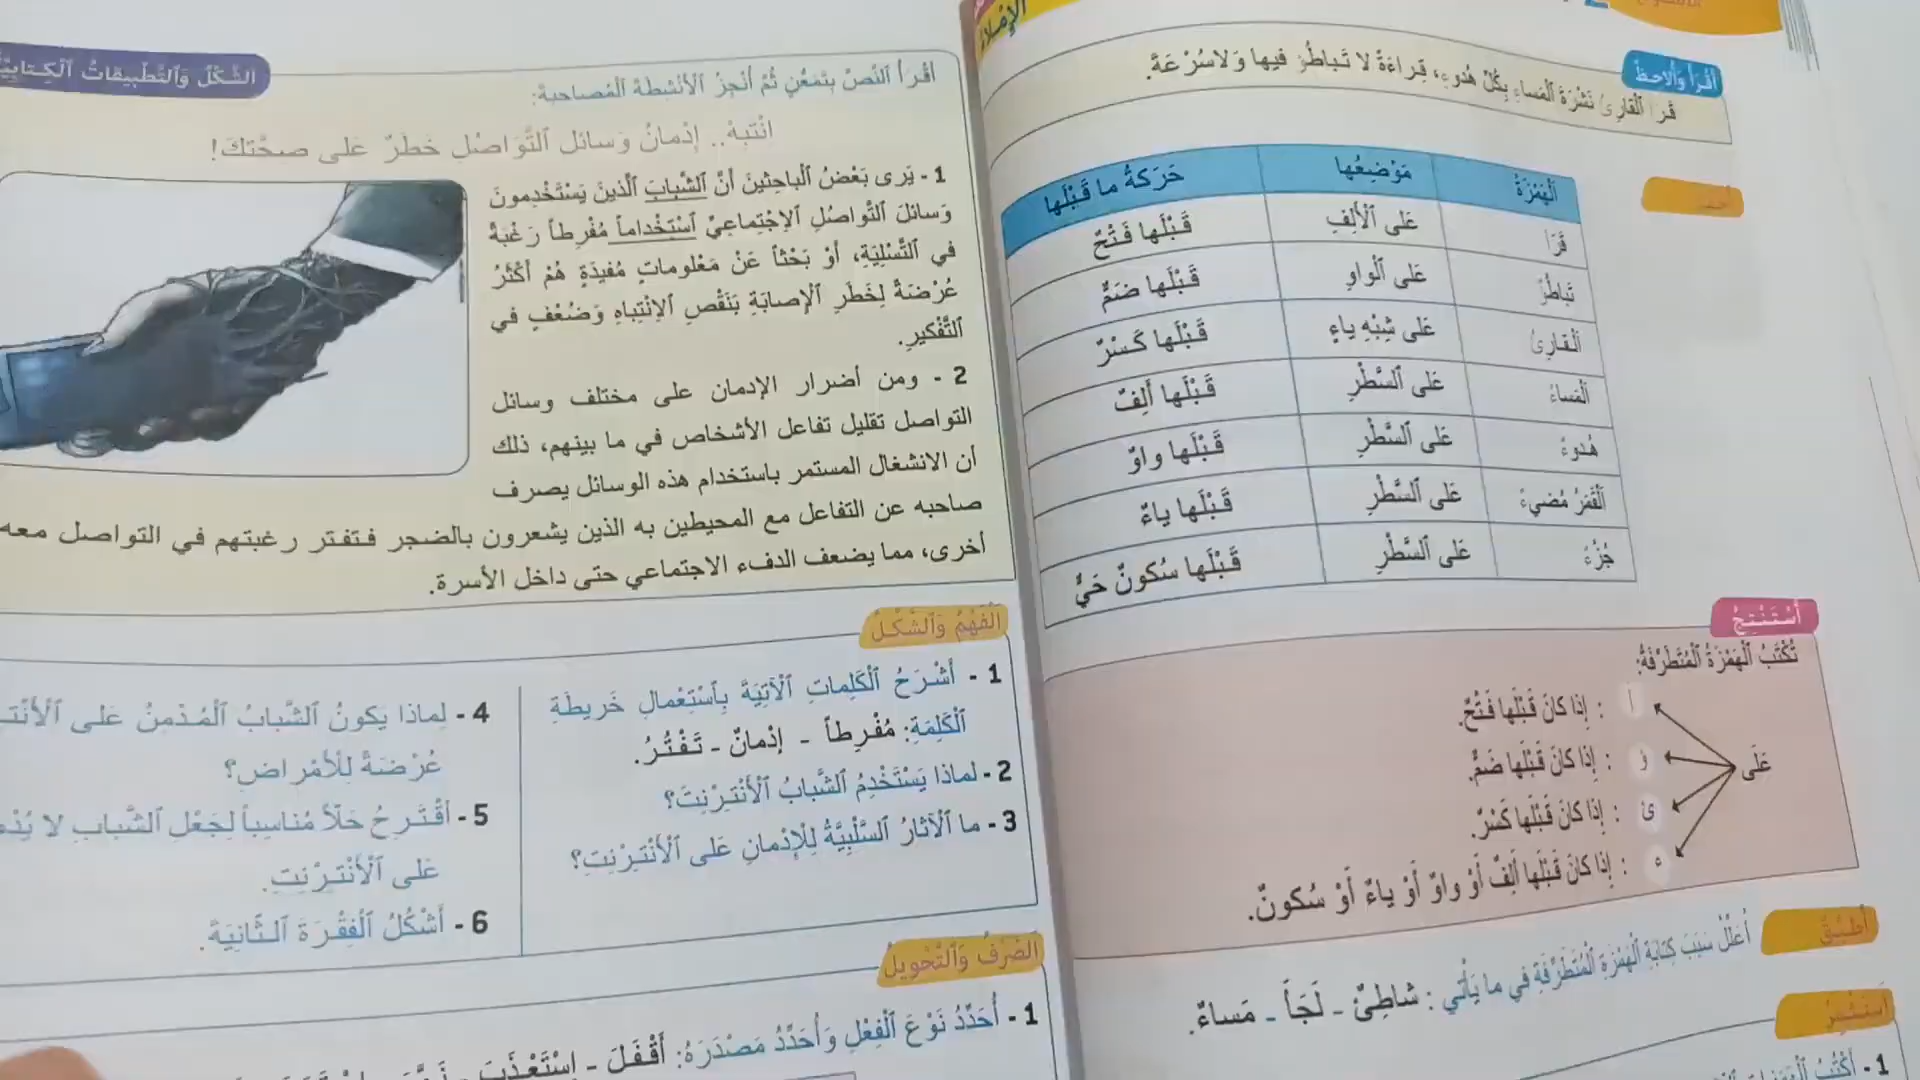 الإملاء
أقرأ وألاحظ
قرأ القارئ نشرة المساء بكل هدوء، قراءة لا تباطؤ فيها ولا سرعة.
الهمزة موضعها حركة ما قبلها
قرأ على الألف قبلها فتح
تباطؤ على الواو قبلها ضم
القارئ على شبه ياء قبلها كسر
المساء على السطر قبلها ألف
هدوء على السطر قبلها واو
القمر مضيء على السطر قبلها ياء
جزء على السطر قبلها سكون حي
أستنتج
تكتب الهمزة المتطرفة:
على
أ : إذا كان قبلها فتح.
ؤ : إذا كان قبلها ضم.
ئ : إذا كان قبلها كسر.
ء : إذا كان قبلها ألف أو واو أو ياء أو سكون.
أطبق
أعلل سبب كتابة الهمزة المتطرفة في ما يأتي : شاطئ - لجأ - مساء.
أستثمر
1 - أكتب
الشكل والتطبيقات الكتابية
أقرأ النص بتمعن ثم أنجز الأنشطة المصاحبة:
انتبه.. إدمان وسائل التواصل خطر على صحتك!
1 - يرى بعض الباحثين أن الشباب الذين يستخدمون
وسائل التواصل الاجتماعي استخداما مفرطا رغبة
في التسلية، أو بحثا عن معلومات مفيدة هم أكثر
عرضة لخطر الإصابة بنقص الانتباه وضعف في
التفكير.
2 - ومن أضرار الإدمان على مختلف وسائل
التواصل تقليل تفاعل الأشخاص في ما بينهم، ذلك
أن الانشغال المستمر باستخدام هذه الوسائل يصرف
صاحبه عن التفاعل مع المحيطين به الذين يشعرون بالضجر فتفتر رغبتهم في التواصل معه
أخرى، مما يضعف الدفء الاجتماعي حتى داخل الأسرة.
الفهم والشكل
1 - أشرح الكلمات الآتية باستعمال خريطة
الكلمة: مفرطا - إدمان - تفتر.
2 - لماذا يستخدم الشباب الأنترنت؟
3 - ما الآثار السلبية للإدمان على الأنترنت؟
4 - لماذا يكون الشباب المدمن على
عرضة للأمراض؟
5 - أقترح حلا مناسبا لجعل الشباب لا
على الأنترنت.
6 - أشكل الفقرة الثانية.
الصرف والتحويل
1 - أحدد نوع الفعل وأحدد مصدره: أقفل - استعذب